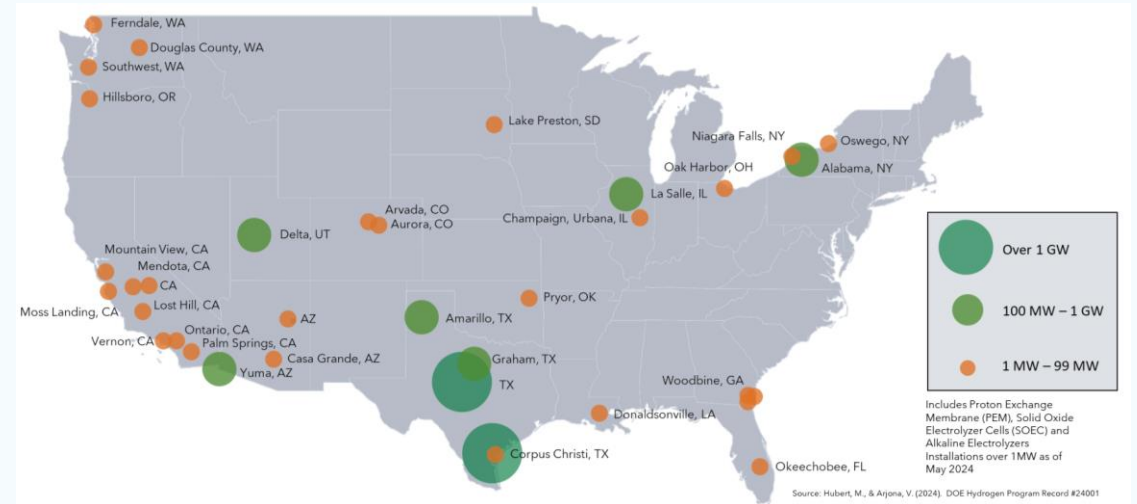 Ferndale, WA
Douglas County, WA
Southwest, WA
Hillsboro, OR
Lake Preston, SD
Niagara Falls, NY
Oswego, NY
Oak Harbor, OH
Alabama, NY
La Salle, IL
Arvada, CO
Champaign, Urbana, IL
Aurora, CO
Delta, UT
Mountain View, CA
Mendota, CA
CA
Pryor, OK
Lost Hill, CA
Moss Landing, CA
AZ
Amarillo, TX
Ontario, CA
Vernon, CA
Palm Springs, CA
Casa Grande, AZ
Graham, TX
Yuma, AZ
TX
Woodbine, GA
Donaldsonville, LA
Corpus Christi, TX
Okeechobee, FL
Over 1 GW
100 MW – 1 GW
1 MW – 99 MW
Includes Proton Exchange
Membrane (PEM), Solid Oxide
Electrolyzer Cells (SOEC) and
Alkaline Electrolyzers
Installations over 1MW as of
May 2024
Source: Hubert, M., & Arjona, V. (2024). DOE Hydrogen Program Record #24001